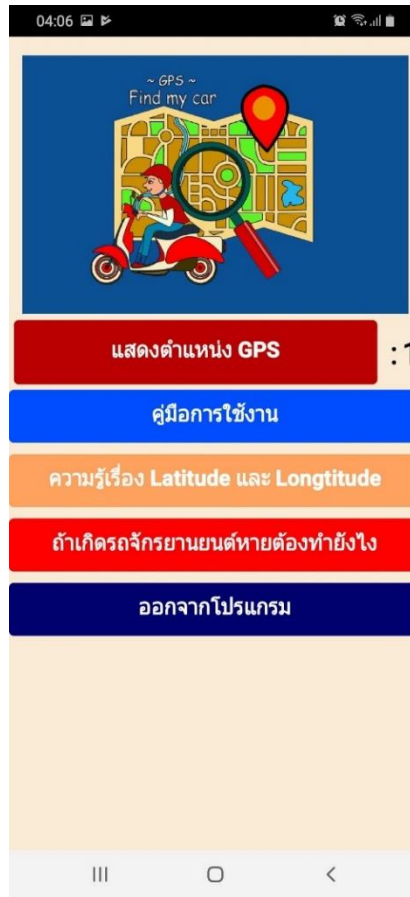 04:06
~ GPS ~
Find my car
แสดงตำแหน่ง GPS
:1
คู่มือการใช้งาน
ความรู้เรื่อง Latitude และ Longtitude
ถ้าเกิดรถจักรยานยนต์หายต้องทำยังไง
ออกจากโปรแกรม